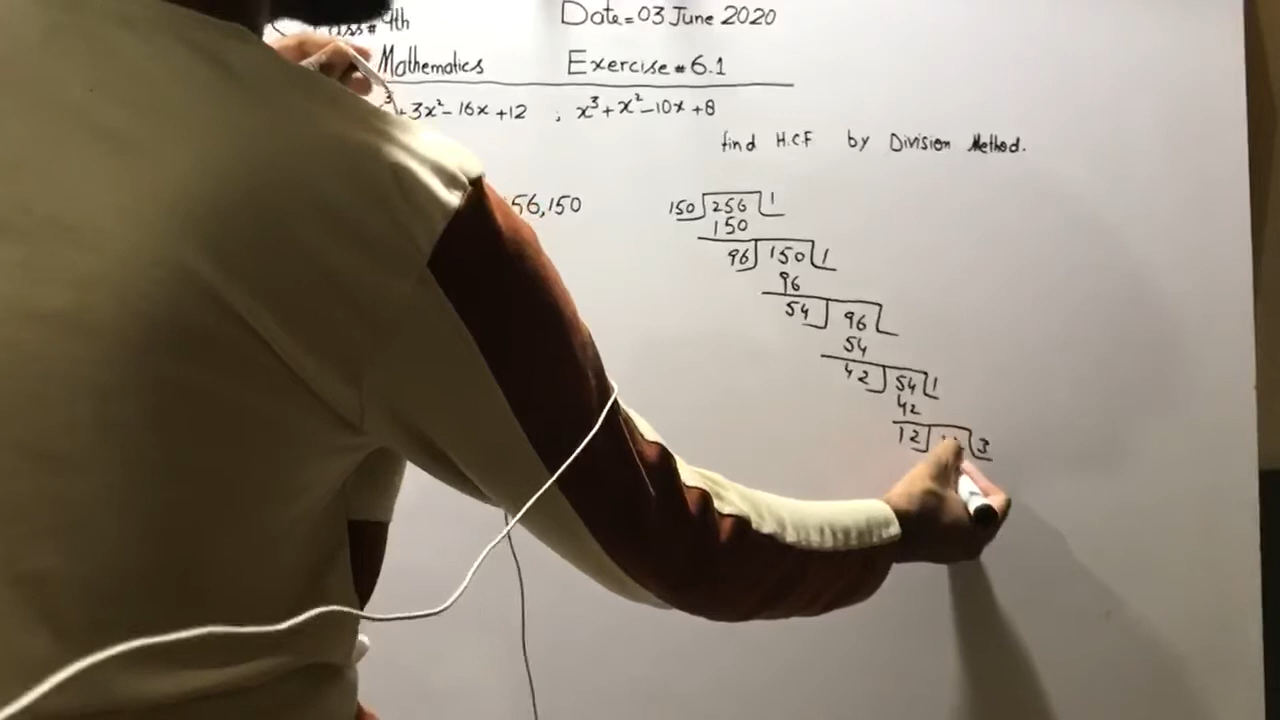 9th Date = 03 June 2020
Mathematics Exercise # 6.1
+3x²-16x+12 ; x³+x²-10x+8
find H.C.F by Division Method.
56,150
150 256 1
150
96 150 1
96
54 96
54
42 54 1
42
12 3